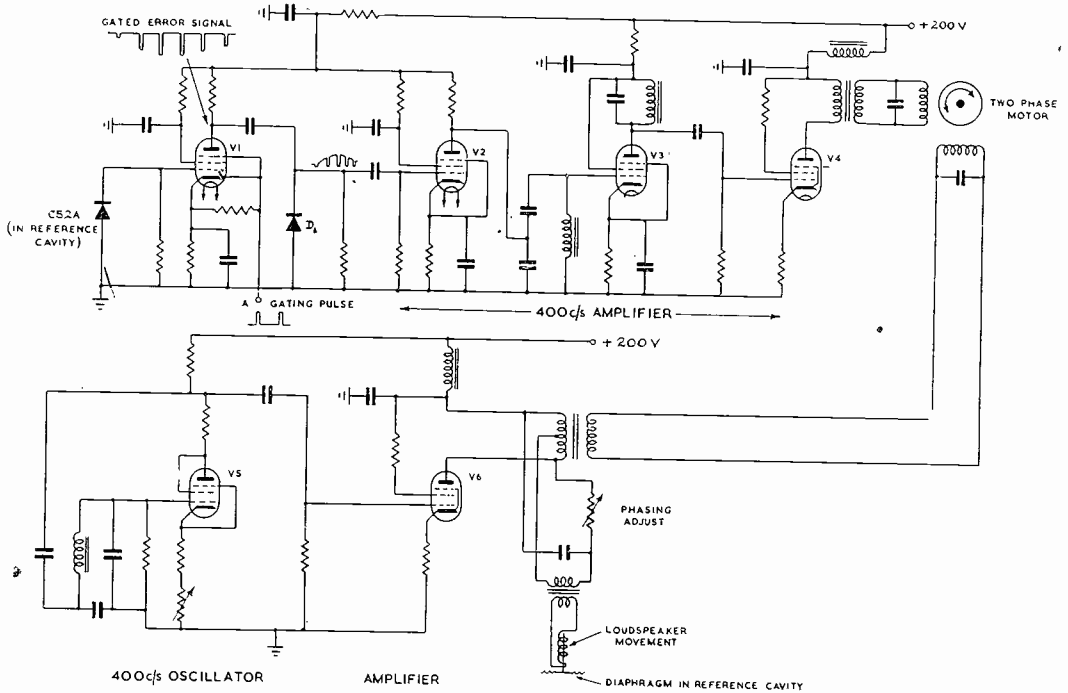 GATED ERROR SIGNAL
+200V
V1
V2
V3
V4
TWO PHASE
MOTOR
CS2A
(IN REFERENCE
CAVITY)
A
GATING PULSE
400c/s AMPLIFIER
+200V
V5
V6
PHASING
ADJUST
LOUDSPEAKER
MOVEMENT
400c/s OSCILLATOR
AMPLIFIER
DIAPHRAGM IN REFERENCE CAVITY